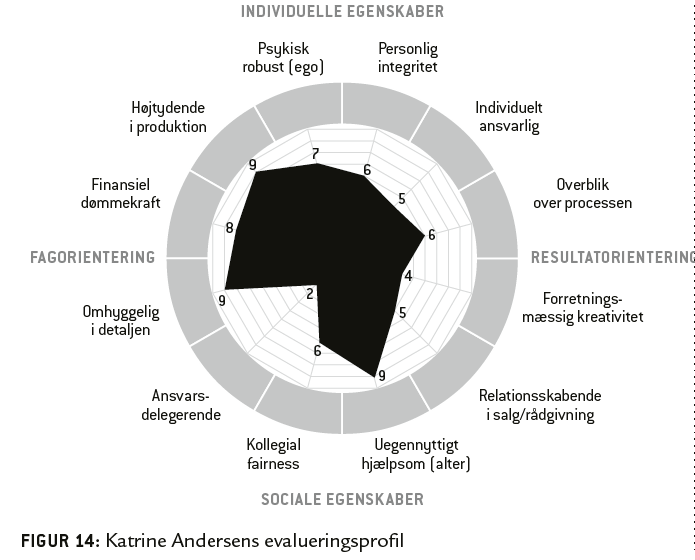 INDIVIDUELLE EGENSKABER
Psykisk
robust (ego)
Personlig
integritet
Højtydende
i produktion
Individuelt
ansvarlig
Finansiel
dømmekraft
Overblik
over processen
9
7
6
5
8
6
FAGORIENTERING
RESULTATORIENTERING
4
9
2
5
6
9
Omhyggelig
i detaljen
Forretnings-
mæssig kreativitet
Ansvars-
delegerende
Relationsskabende
i salg/rådgivning
Kollegial
fairness
Uegennyttigt
hjælpsom (alter)
SOCIALE EGENSKABER
FIGUR 14: Katrine Andersens evalueringsprofil